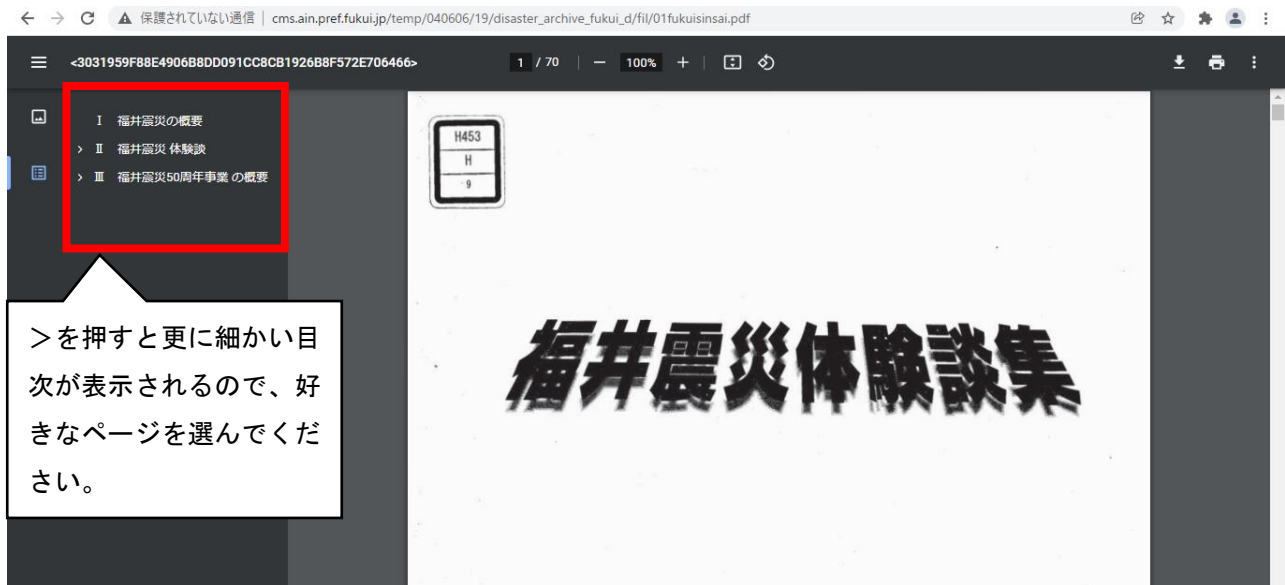 保護されていない通信 | cms.ain.pref.fukui.jp/temp/040606/19/disaster_archive_fukui_d/fil/01fukuisinsai.pdf
<3031959F88E4906B8DD091CC8CB1926B8F572E706466> 1 / 70 | － 100% ＋ |
Ⅰ 福井震災の概要
> Ⅱ 福井震災 体験談
> Ⅲ 福井震災50周年事業 の概要
H453
H
9
福井震災体験談集
＞を押すと更に細かい目
次が表示されるので、好
きなページを選んでくだ
さい。